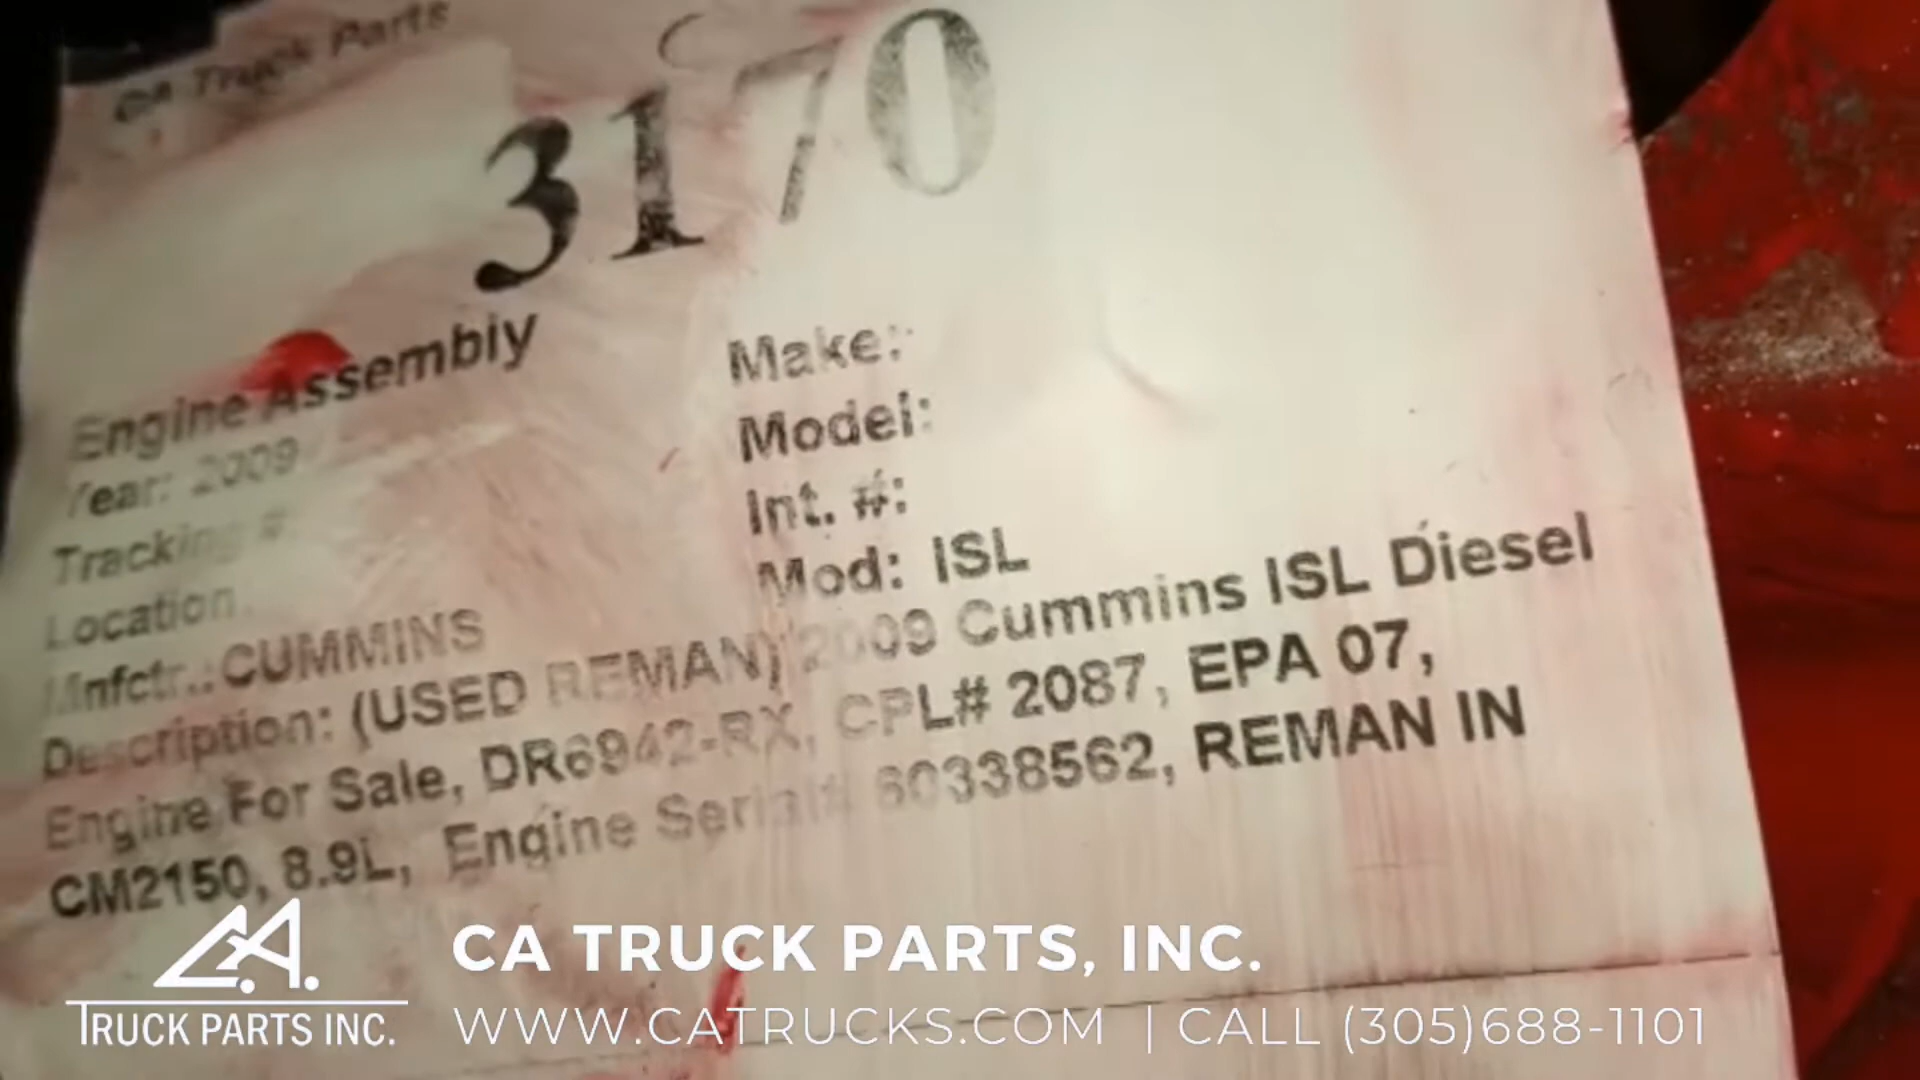 CA Truck Parts
3170
Engine Assembly
Year: 2009
Tracking #
Location
Mnfctr.: CUMMINS
Make:
Model:
Int. #:
Mod: ISL
Description: (USED REMAN) 2009 Cummins ISL Diesel
Engine For Sale, DR6942-RX, CPL# 2087, EPA 07,
CM2150, 8.9L, Engine Serial# 60338562, REMAN IN
C.A.
TRUCK PARTS INC.
CA TRUCK PARTS, INC.
WWW.CATRUCKS.COM | CALL (305)688-1101